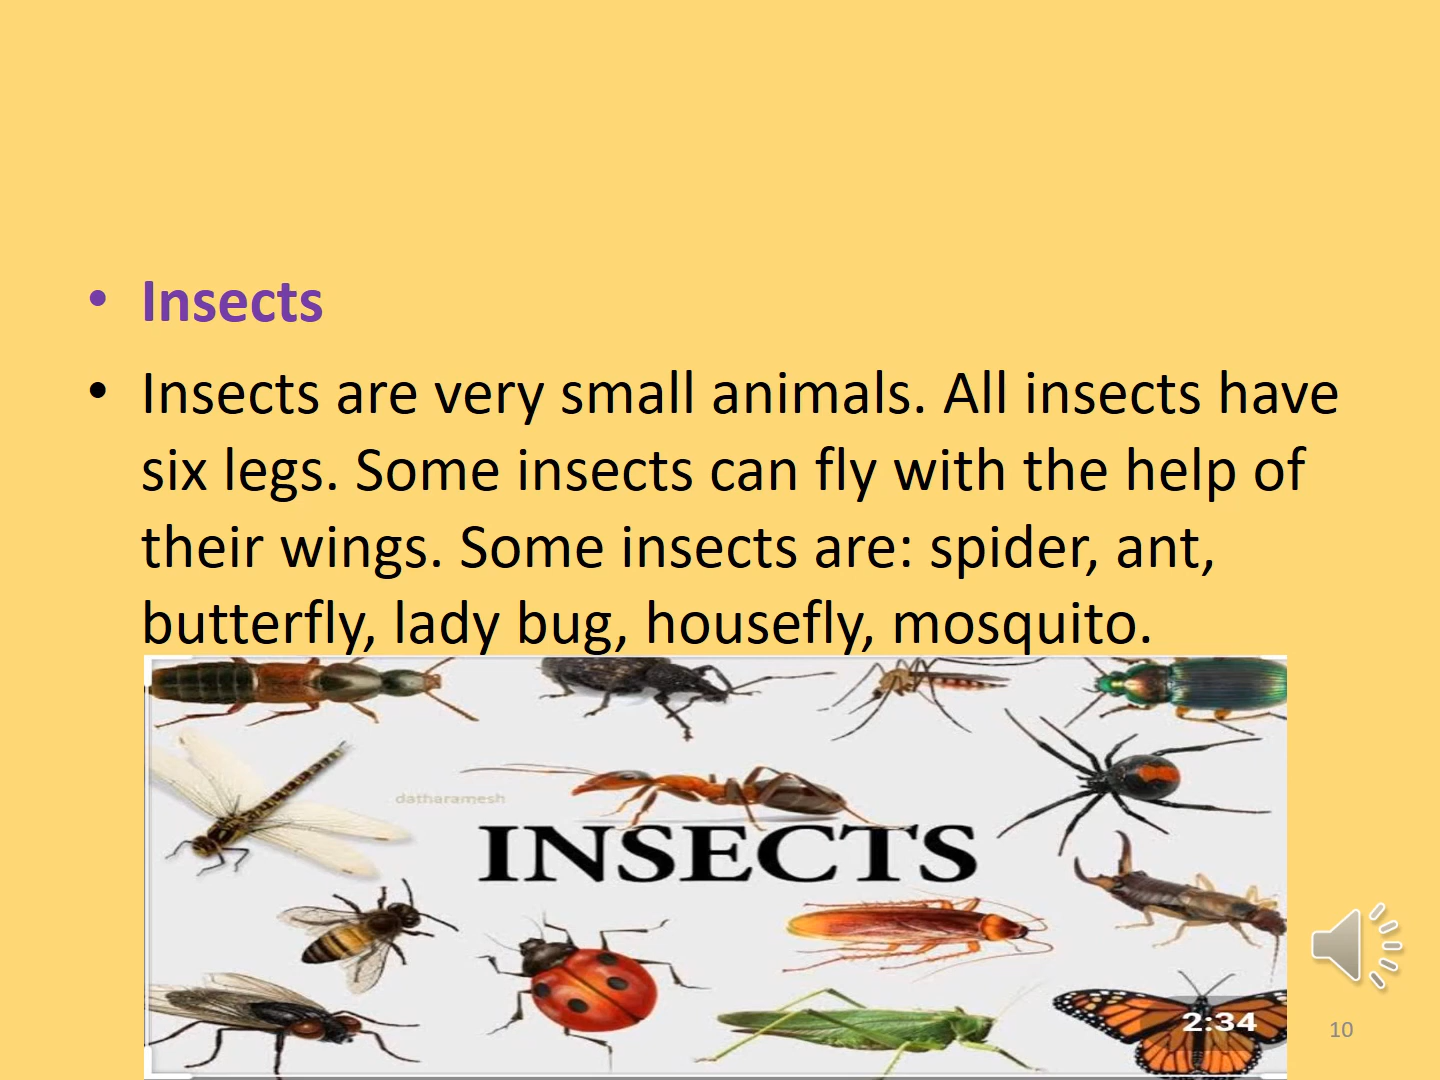 • Insects
• Insects are very small animals. All insects have
six legs. Some insects can fly with the help of
their wings. Some insects are: spider, ant,
butterfly, lady bug, housefly, mosquito.
datharamesh
INSECTS
2:34
10